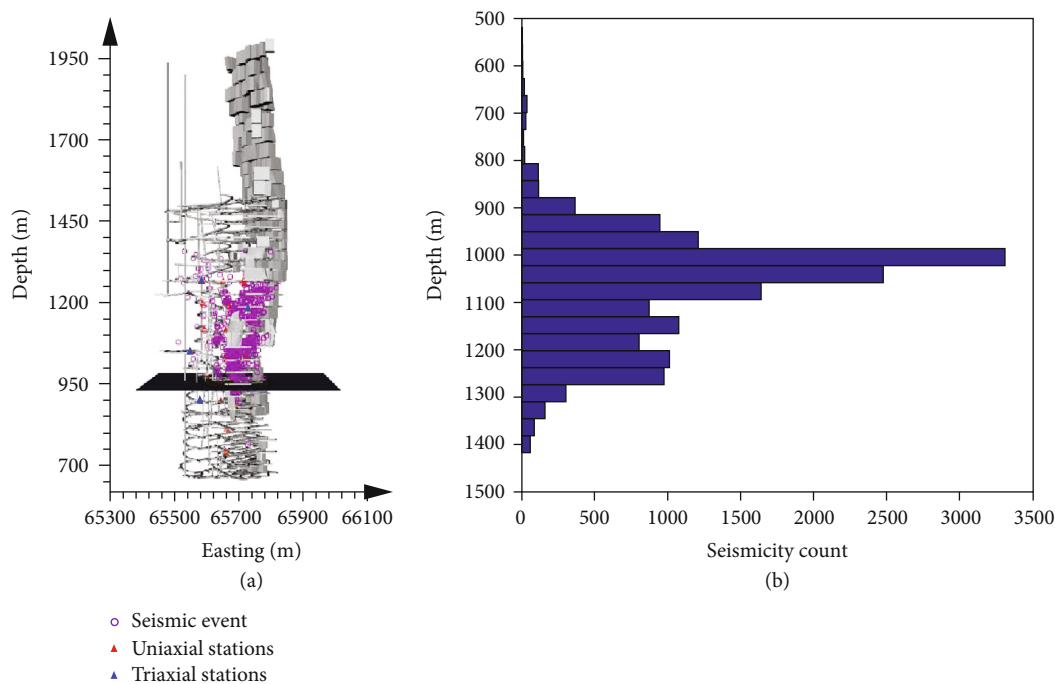 1950
1700
1450
1200
950
700
Depth (m)
65300 65500 65700 65900 66100
Easting (m)
(a)
500
600
700
800
900
1000
1100
1200
1300
1400
1500
Depth (m)
0 500 1000 1500 2000 2500 3000 3500
Seismicity count
(b)
Seismic event
Uniaxial stations
Triaxial stations